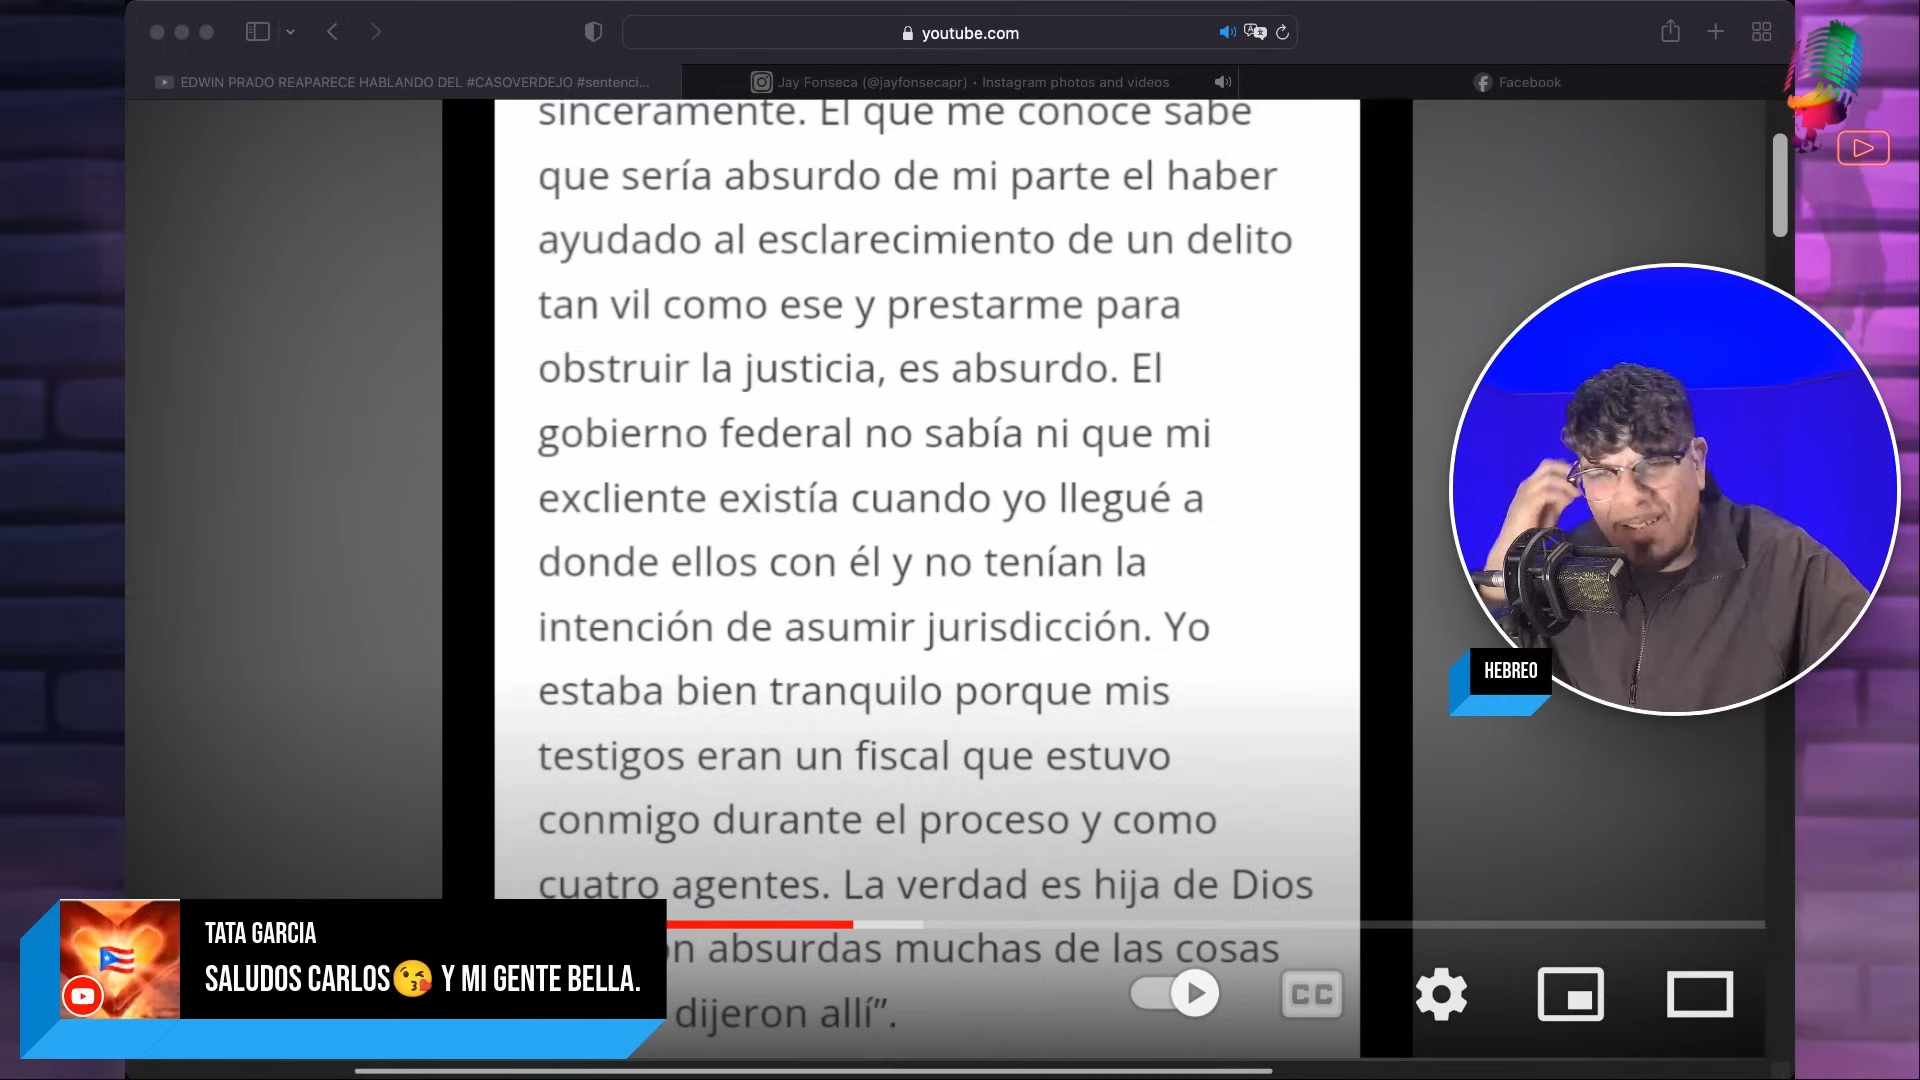 youtube.com
EDWIN PRADO REAPARECE HABLANDO DEL #CASOVERDEJO #sentenci...
Jay Fonseca (@jayfonsecapr) • Instagram photos and videos
Facebook
sinceramente. El que me conoce sabe
que sería absurdo de mi parte el haber
ayudado al esclarecimiento de un delito
tan vil como ese y prestarme para
obstruir la justicia, es absurdo. El
gobierno federal no sabía ni que mi
excliente existía cuando yo llegué a
donde ellos con él y no tenían la
intención de asumir jurisdicción. Yo
estaba bien tranquilo porque mis
testigos eran un fiscal que estuvo
conmigo durante el proceso y como
cuatro agentes. La verdad es hija de Dios
absurdas muchas de las cosas
dijeron allí”.
HEBREO
TATA GARCIA
SALUDOS CARLOS😘 Y MI GENTE BELLA.
CC